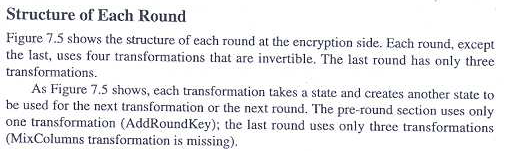 Structure of Each Round
Figure 7.5 shows the structure of each round at the encryption side. Each round, except
the last, uses four transformations that are invertible. The last round has only three
transformations.
As Figure 7.5 shows, each transformation takes a state and creates another state to
be used for the next transformation or the next round. The pre-round section uses only
one transformation (AddRoundKey); the last round uses only three transformations
(MixColumns transformation is missing).